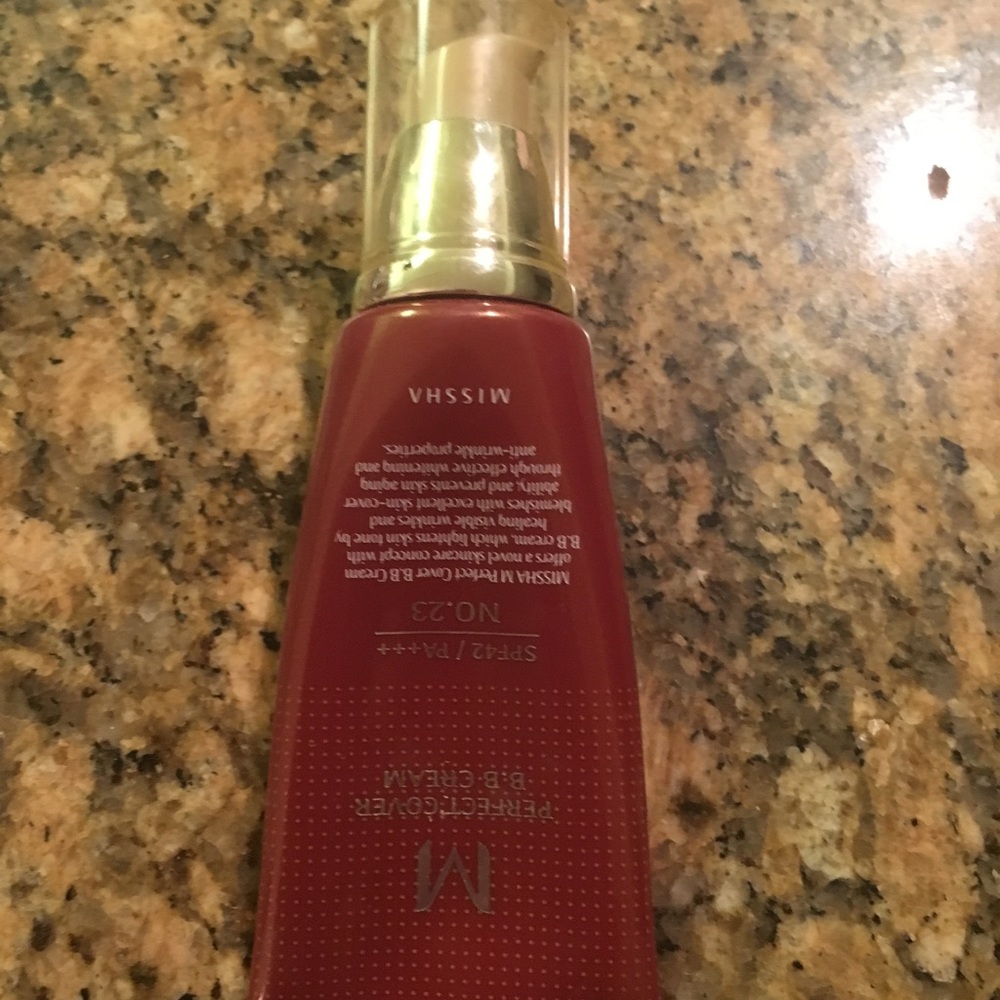 M
PERFECT COVER
B.B CREAM
SPF42 / PA+++
NO.23
MISSHA M Perfect Cover B.B Cream
offers a novel skincare concept with
B.B cream, which lightens skin tone by
healing visible wrinkles and
blemishes with excellent skin-cover
ability, and prevents skin aging
through effective whitening and
anti-wrinkle properties.
MISSHA